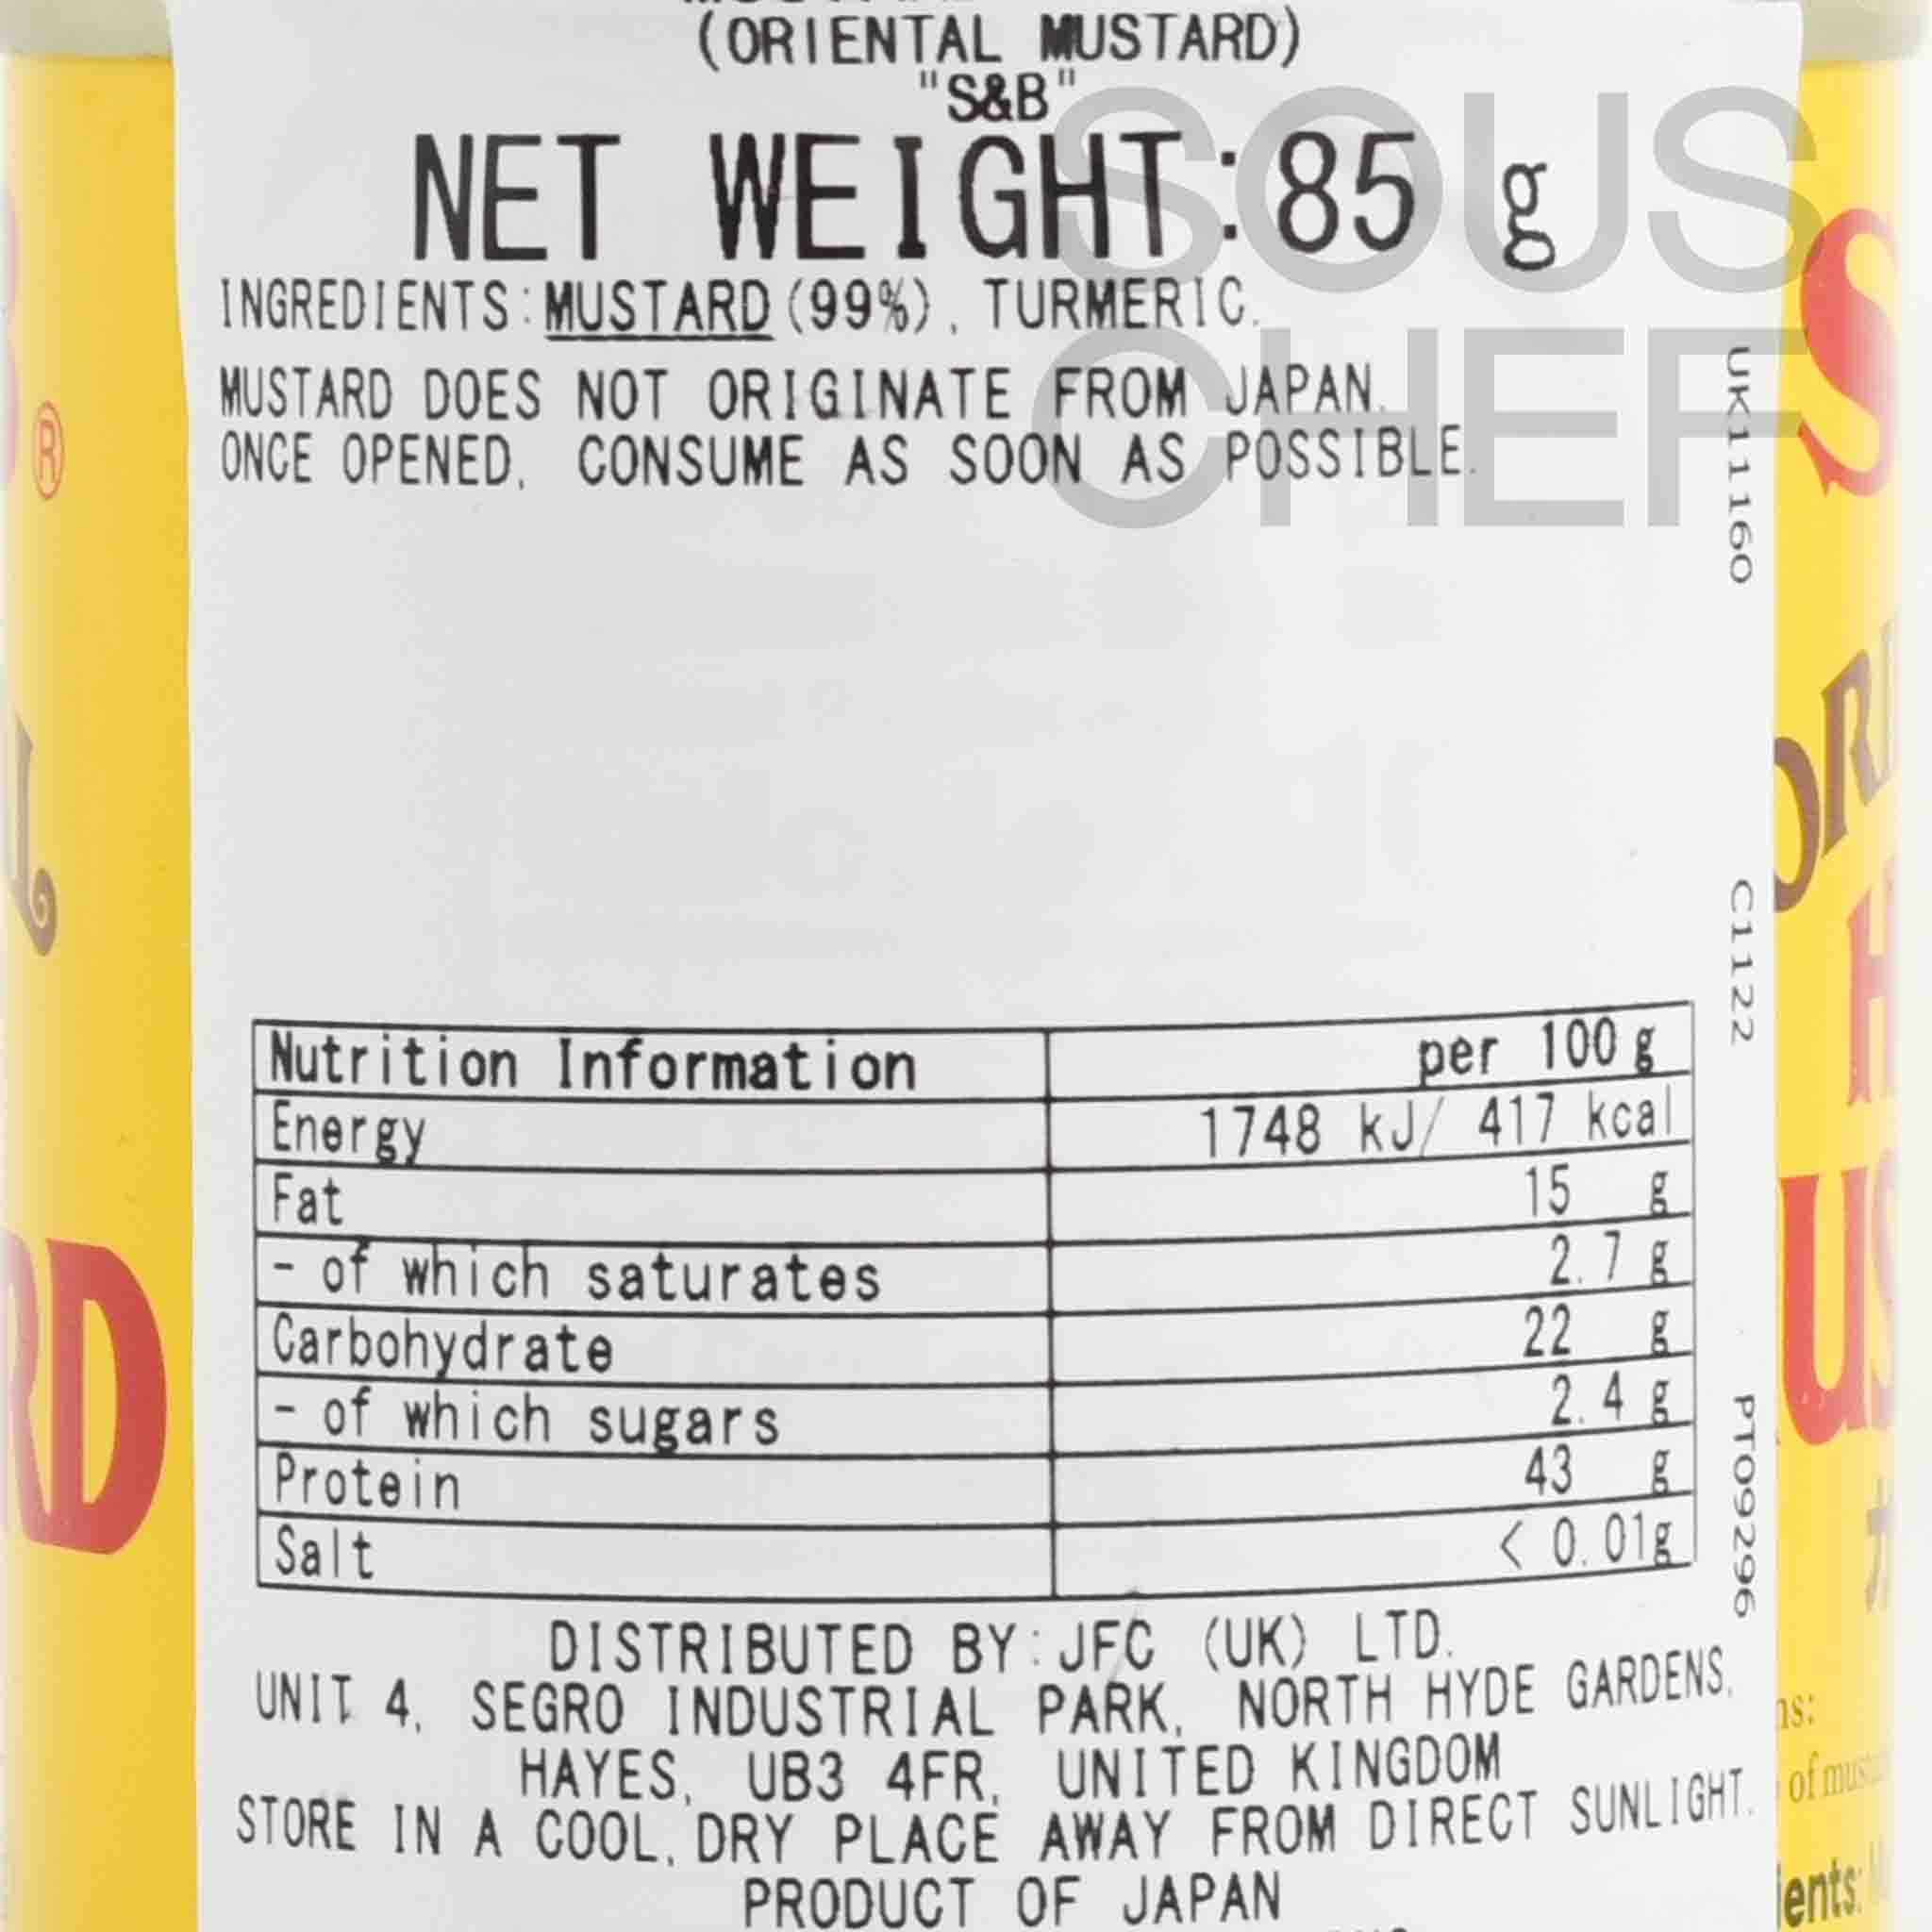 (ORIENTAL MUSTARD)
"S&B"
NET WEIGHT:85 g
INGREDIENTS:MUSTARD(99%), TURMERIC.
MUSTARD DOES NOT ORIGINATE FROM JAPAN.
ONCE OPENED, CONSUME AS SOON AS POSSIBLE.
SOUS
CHEF
UK11160
C1122
PT09296
Nutrition Information per 100 g
Energy 1748 kJ/ 417 kcal
Fat 15 g
- of which saturates 2.7 g
Carbohydrate 22 g
- of which sugars 2.4 g
Protein 43 g
Salt < 0.01g
DISTRIBUTED BY:JFC (UK) LTD.
UNIT 4, SEGRO INDUSTRIAL PARK, NORTH HYDE GARDENS,
HAYES, UB3 4FR, UNITED KINGDOM
STORE IN A COOL, DRY PLACE AWAY FROM DIRECT SUNLIGHT.
PRODUCT OF JAPAN